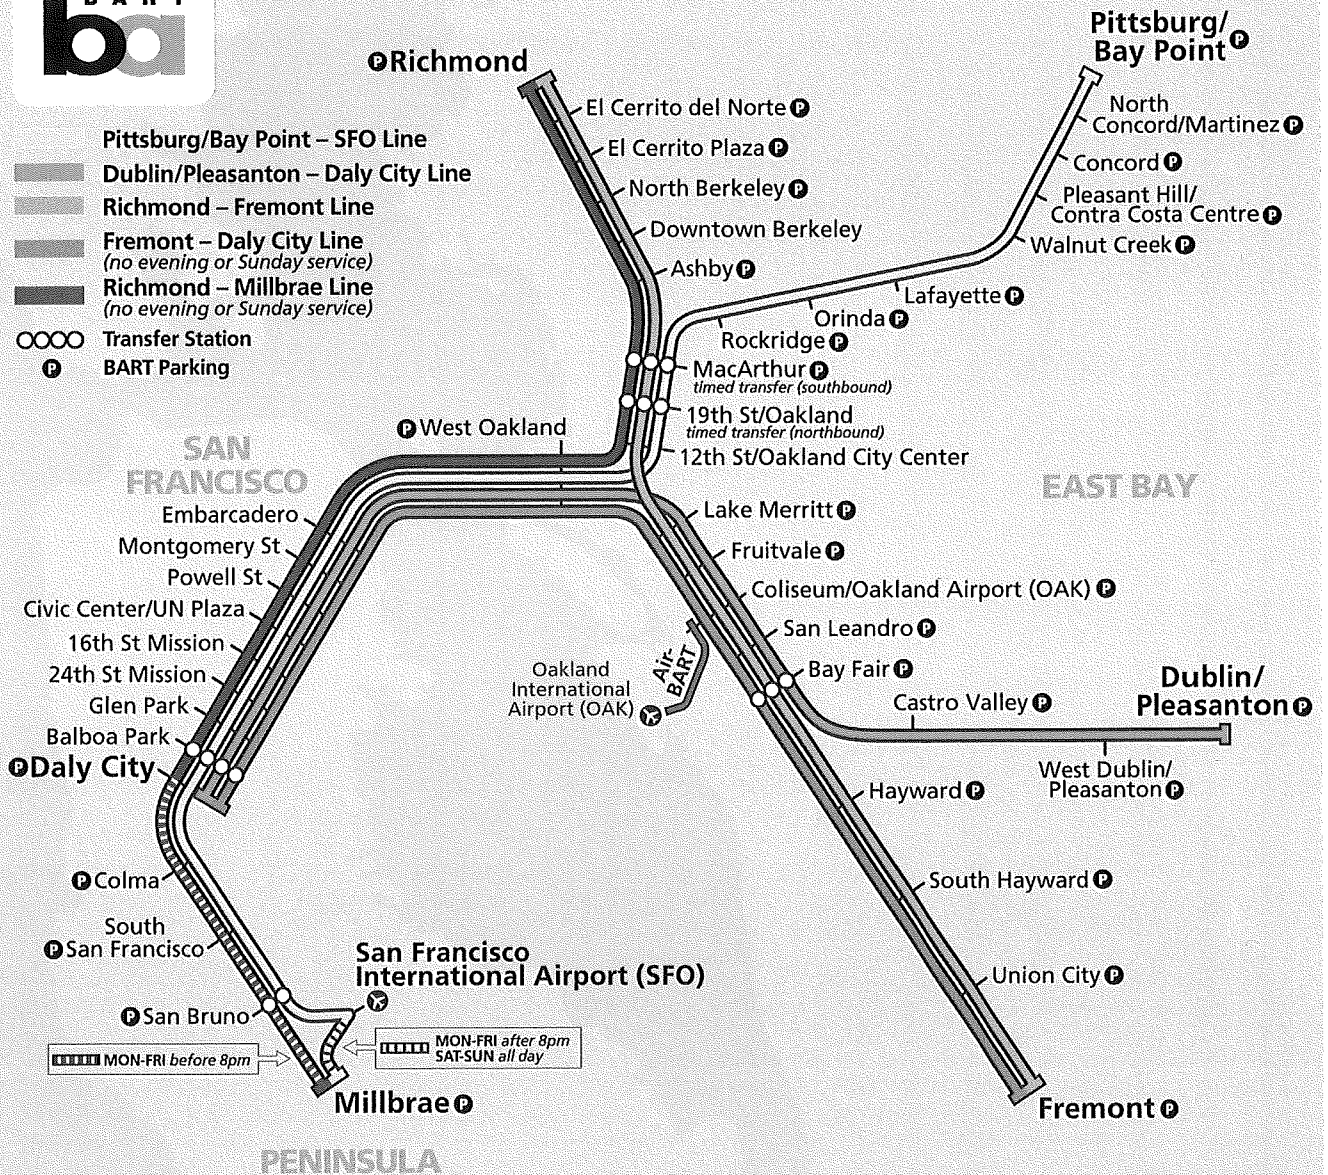 BART
ba
Richmond
Pittsburg/
Bay Point
El Cerrito del Norte
El Cerrito Plaza
North Berkeley
Downtown Berkeley
Ashby
North
Concord/Martinez
Concord
Pleasant Hill/
Contra Costa Centre
Walnut Creek
Lafayette
Orinda
Rockridge
Pittsburg/Bay Point – SFO Line
Dublin/Pleasanton – Daly City Line
Richmond – Fremont Line
Fremont – Daly City Line
(no evening or Sunday service)
Richmond – Millbrae Line
(no evening or Sunday service)
Transfer Station
P BART Parking
MacArthur
timed transfer (southbound)
19th St/Oakland
timed transfer (northbound)
12th St/Oakland City Center
West Oakland
SAN
FRANCISCO
EAST BAY
Embarcadero
Montgomery St
Powell St
Civic Center/UN Plaza
16th St Mission
24th St Mission
Glen Park
Balboa Park
Daly City
Lake Merritt
Fruitvale
Coliseum/Oakland Airport (OAK)
San Leandro
Bay Fair
Oakland
International
Airport (OAK)
Air-
BART
Castro Valley
Dublin/
Pleasanton
West Dublin/
Pleasanton
Hayward
South Hayward
Union City
Fremont
Colma
South
San Francisco
San Bruno
San Francisco
International Airport (SFO)
MON-FRI before 8pm
MON-FRI after 8pm
SAT-SUN all day
Millbrae
PENINSULA